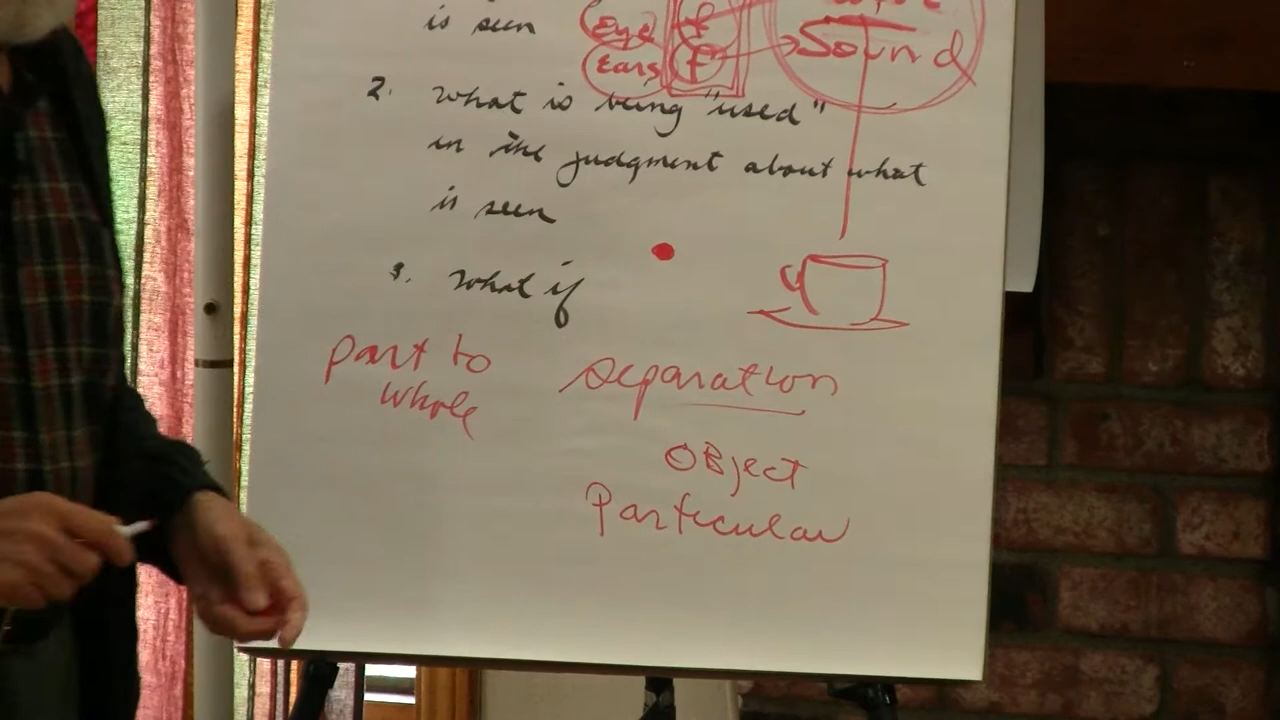 is seen (eye) f
(ears) f Sound
2. What is being "used"
in the judgment about what
is seen
3. What if
part to
whole
separation
OBject
Particular